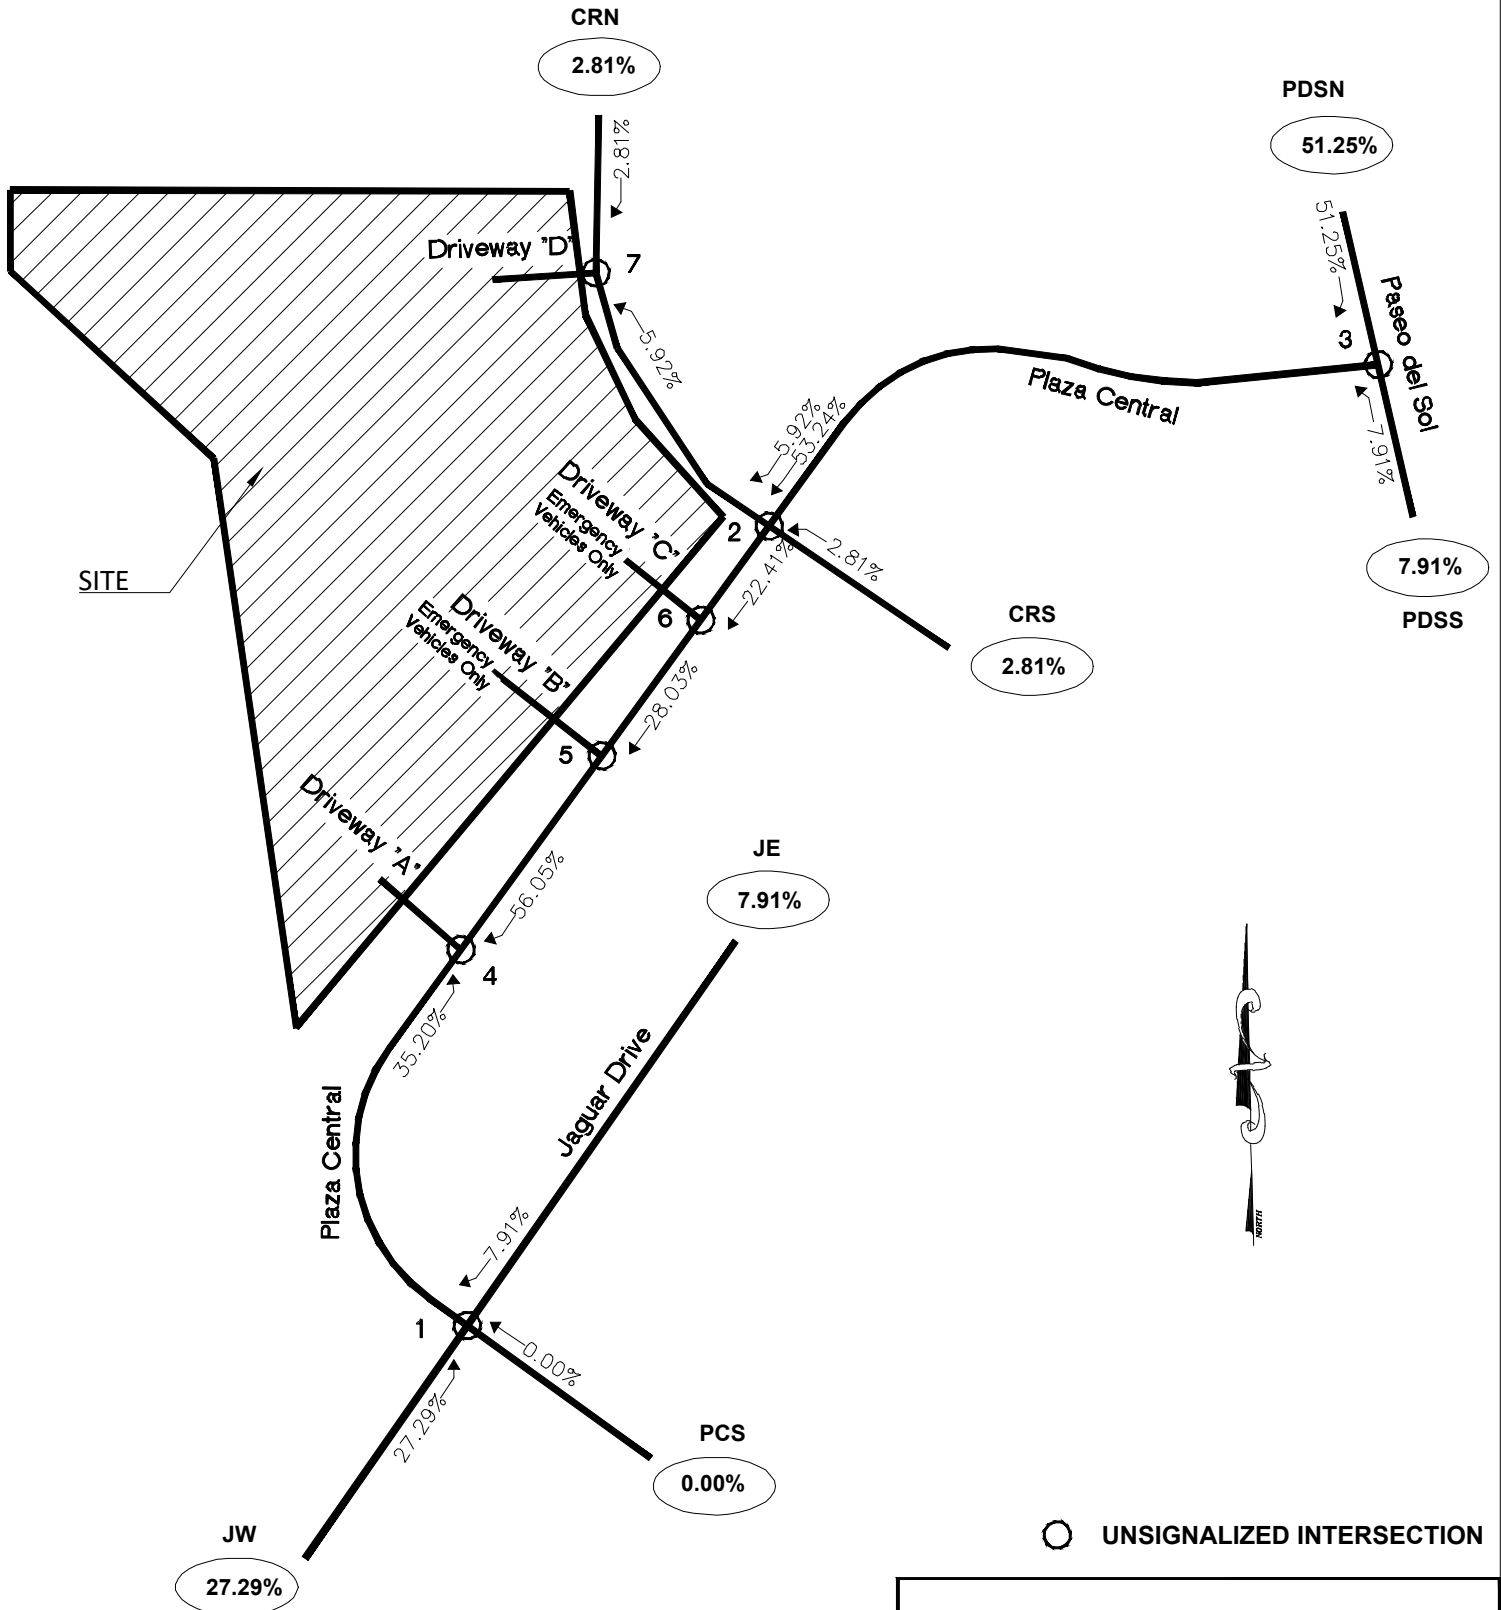 CRN
2.81%
2.81%
PDSN
51.25%
51.25%
Driveway "D"
7
5.92%
3
Paseo del Sol
Plaza Central
7.91%
7.91%
PDSS
5.92%
53.24%
2
2.81%
22.41%
CRS
2.81%
Driveway "C"
Emergency
Vehicles Only
6
SITE
Driveway "B"
Emergency
Vehicles Only
28.03%
5
Driveway "A"
56.05%
4
35.20%
JE
7.91%
Jaguar Drive
Plaza Central
7.91%
1
0.00%
27.29%
PCS
0.00%
JW
27.29%
NORTH
UNSIGNALIZED INTERSECTION